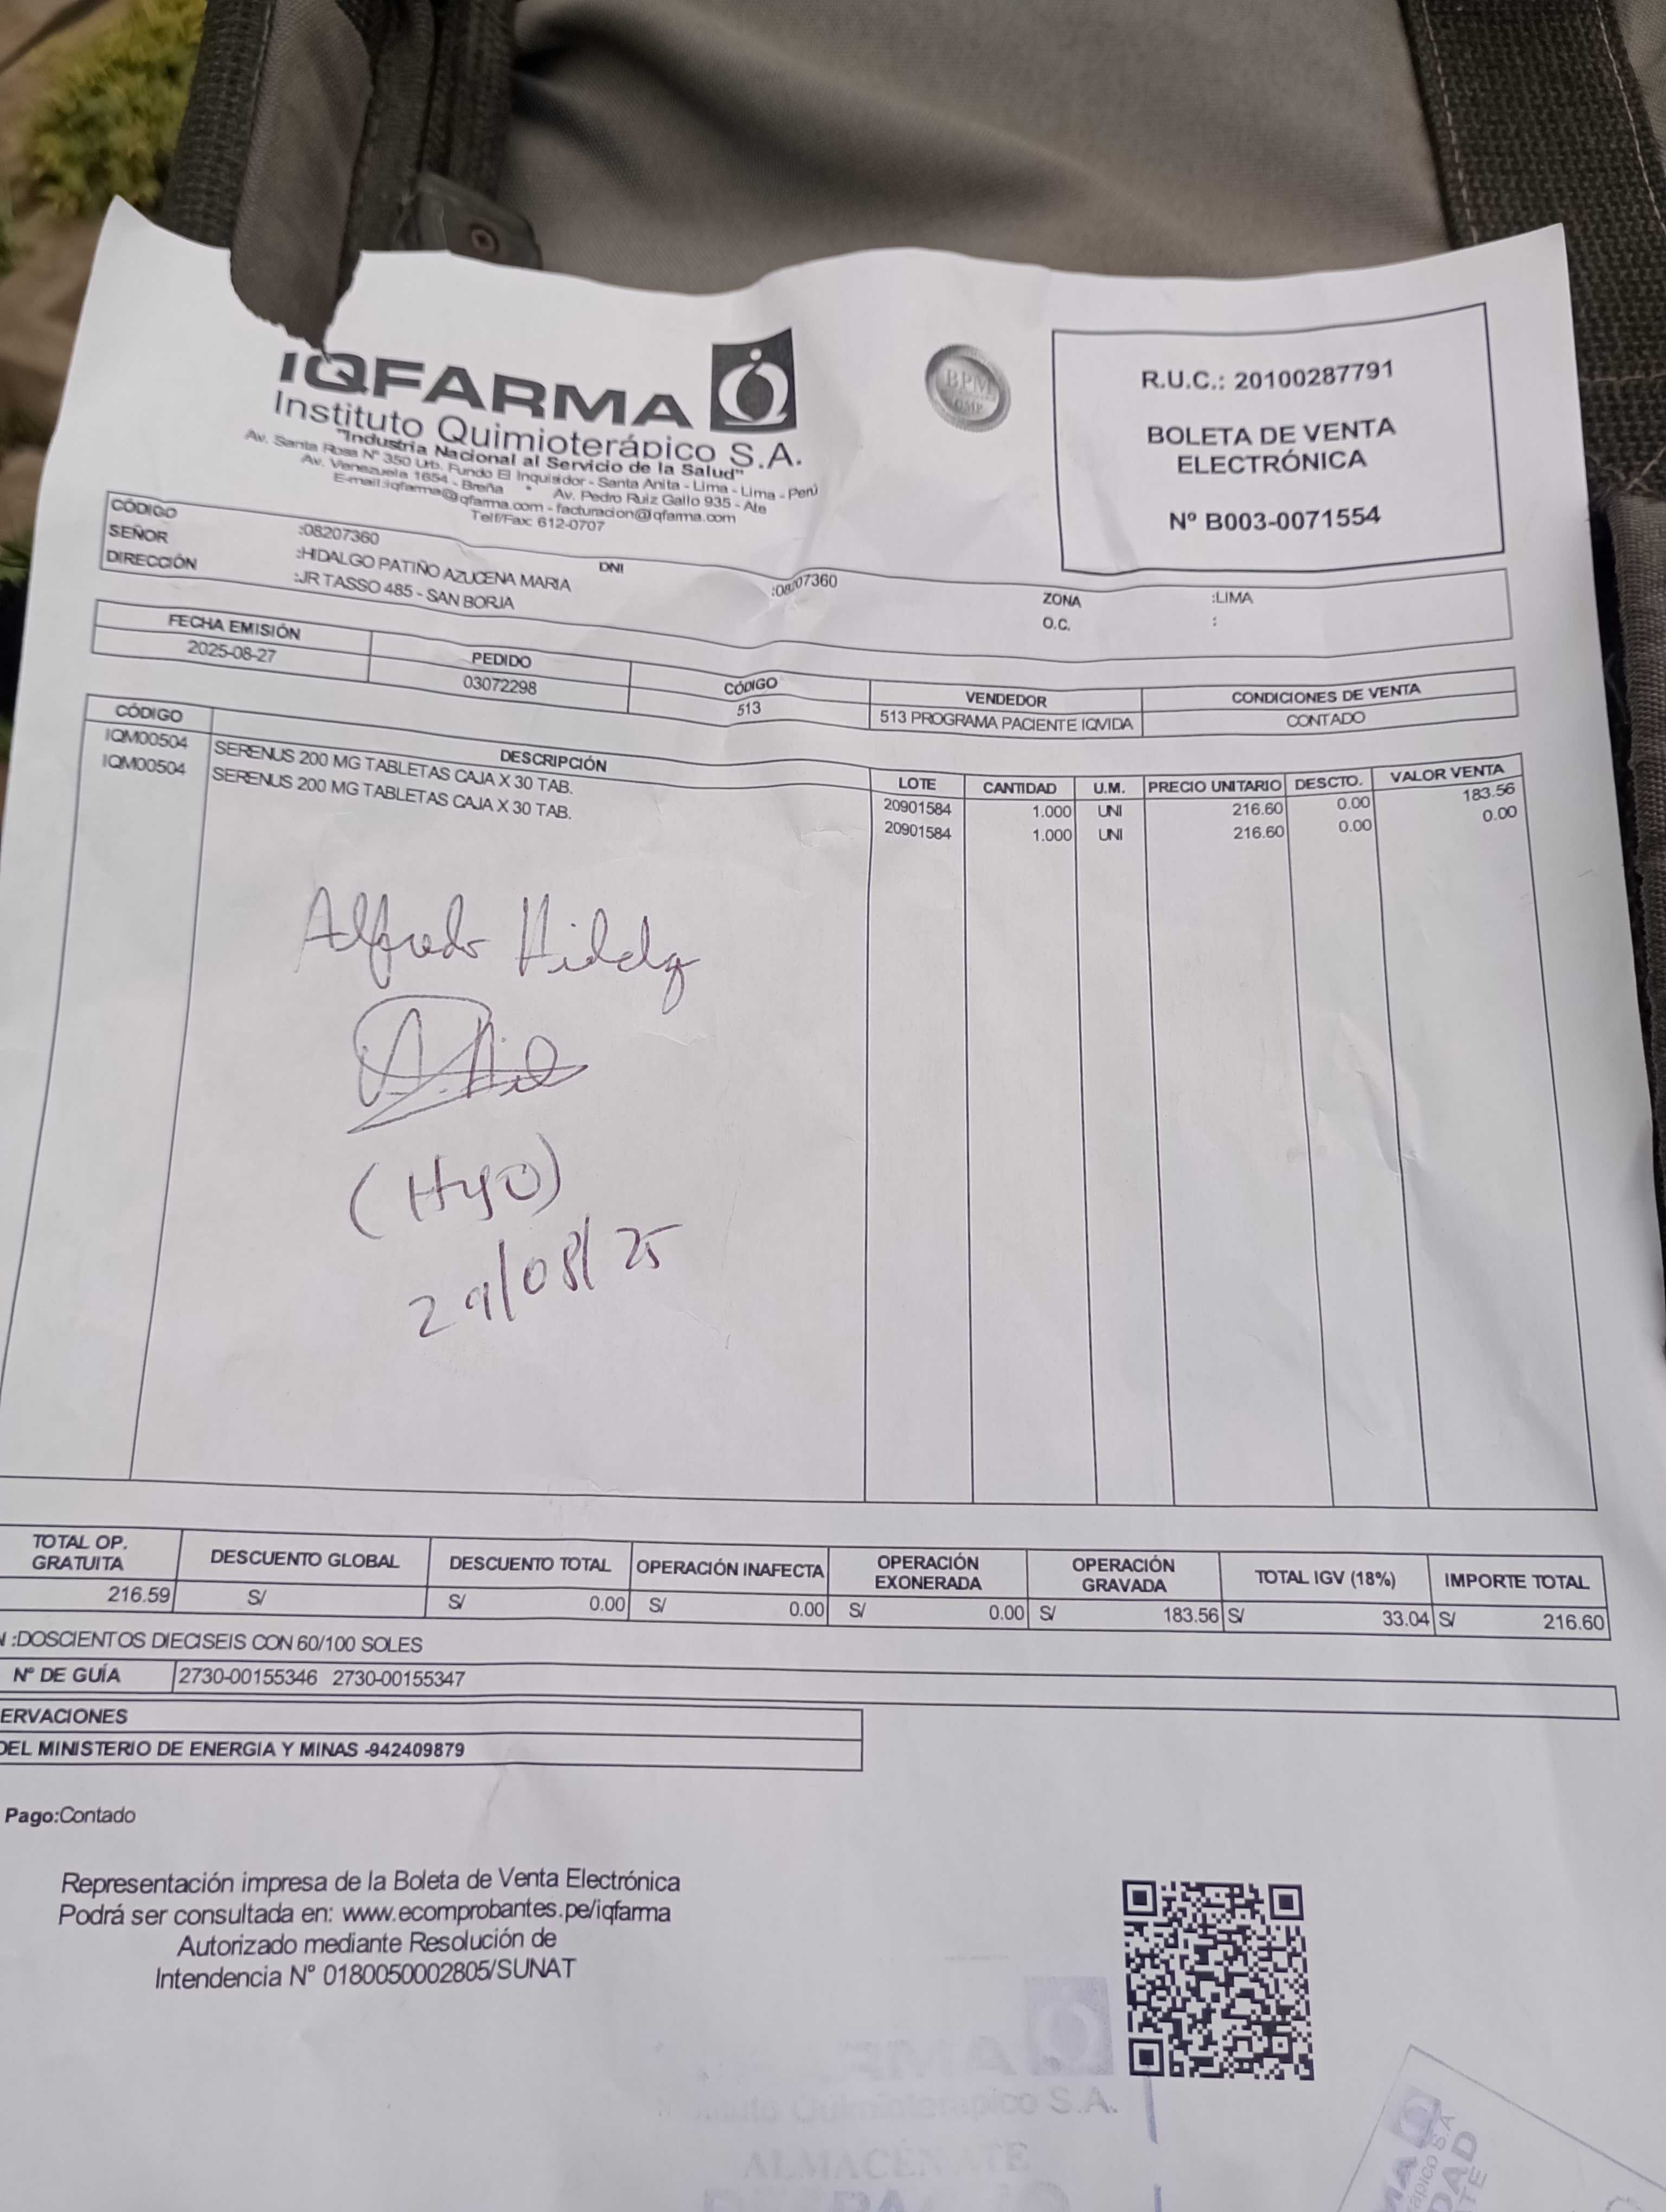 IQFARMA
Instituto Quimioterápico S.A.
"Industria Nacional al Servicio de la Salud"
Av. Santa Rosa Nº 350 Urb. Fundo El Inquisidor - Santa Anita - Lima - Lima - Perú
Av. Venezuela 1654 - Breña * Av. Pedro Ruiz Gallo 935 - Ate
E-mail:iqfarma@iqfarma.com - facturacion@iqfarma.com
Telf/Fax: 612-0707
BPM
GMP
R.U.C.: 20100287791
BOLETA DE VENTA
ELECTRÓNICA
Nº B003-0071554
CÓDIGO :08207360
SEÑOR :HIDALGO PATIÑO AZUCENA MARIA DNI :08207360 ZONA :LIMA
DIRECCIÓN :JR TASSO 485 - SAN BORJA O.C. :
FECHA EMISIÓN PEDIDO CÓDIGO VENDEDOR CONDICIONES DE VENTA
2025-08-27 03072298 513 513 PROGRAMA PACIENTE IQVIDA CONTADO
CÓDIGO DESCRIPCIÓN LOTE CANTIDAD U.M. PRECIO UNITARIO DESCTO. VALOR VENTA
IQM00504 SERENUS 200 MG TABLETAS CAJA X 30 TAB. 20901584 1.000 UNI 216.60 0.00 183.56
IQM00504 SERENUS 200 MG TABLETAS CAJA X 30 TAB. 20901584 1.000 UNI 216.60 0.00 0.00
Alfredo Hidalg
(Hijo)
29/08/25
TOTAL OP. GRATUITA DESCUENTO GLOBAL DESCUENTO TOTAL OPERACIÓN INAFECTA OPERACIÓN EXONERADA OPERACIÓN GRAVADA TOTAL IGV (18%) IMPORTE TOTAL
216.59 S/ S/ 0.00 S/ 0.00 S/ 0.00 S/ 183.56 S/ 33.04 S/ 216.60
N :DOSCIENTOS DIECISEIS CON 60/100 SOLES
Nº DE GUÍA 2730-00155346 2730-00155347
ERVACIONES
DEL MINISTERIO DE ENERGIA Y MINAS -942409879
Pago:Contado
Representación impresa de la Boleta de Venta Electrónica
Podrá ser consultada en: www.ecomprobantes.pe/iqfarma
Autorizado mediante Resolución de
Intendencia Nº 0180050002805/SUNAT
S.A.
ALMACÉN ATE